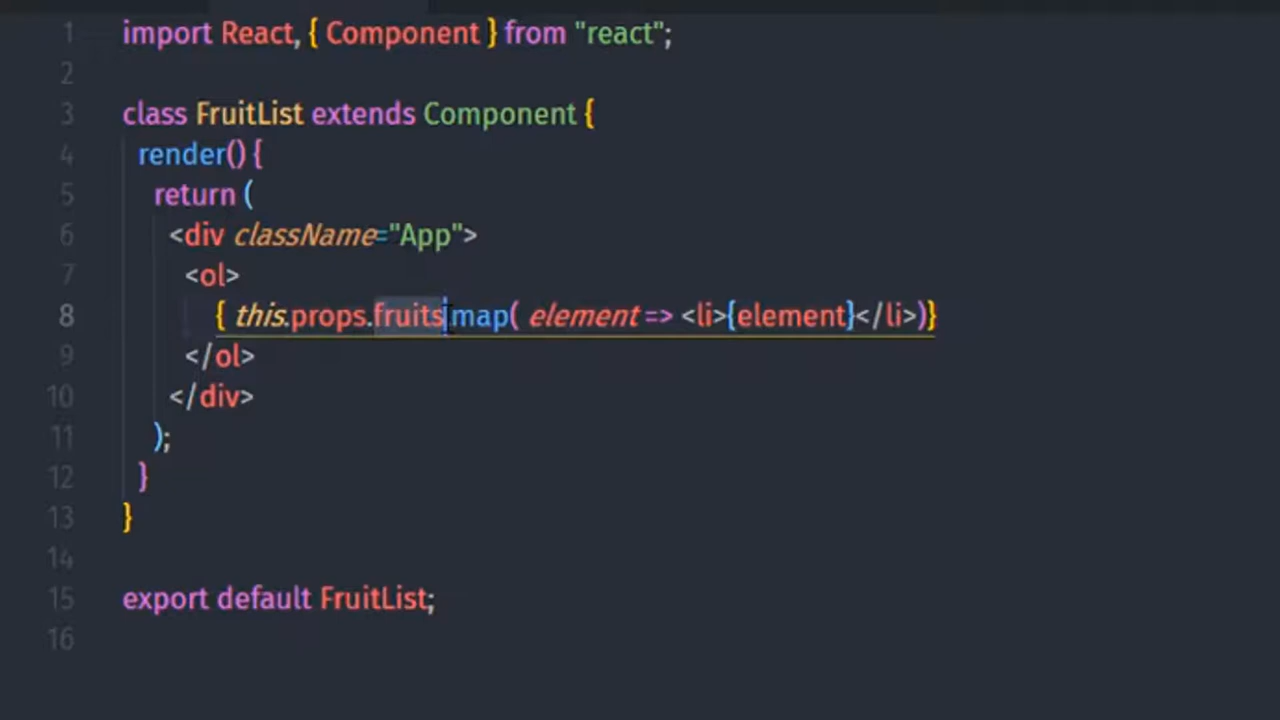 1 import React, { Component } from "react";
2
3 class FruitList extends Component {
4 render() {
5 return (
6 <div className="App">
7 <ol>
8 { this.props.fruits.map( element => <li>{element}</li>)}
9 </ol>
10 </div>
11 );
12 }
13 }
14
15 export default FruitList;
16